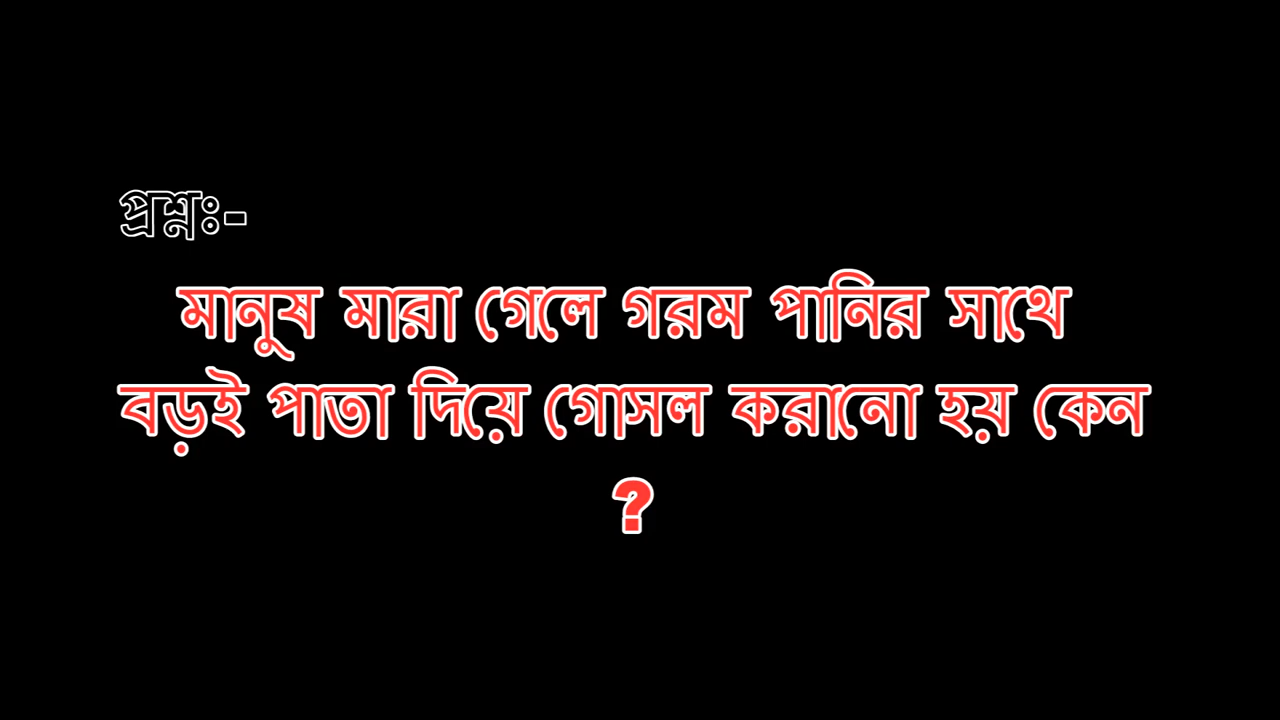 প্রশ্নঃ-
মানুষ মারা গেলে গরম পানির সাথে
বড়ই পাতা দিয়ে গোসল করানো হয় কেন
?